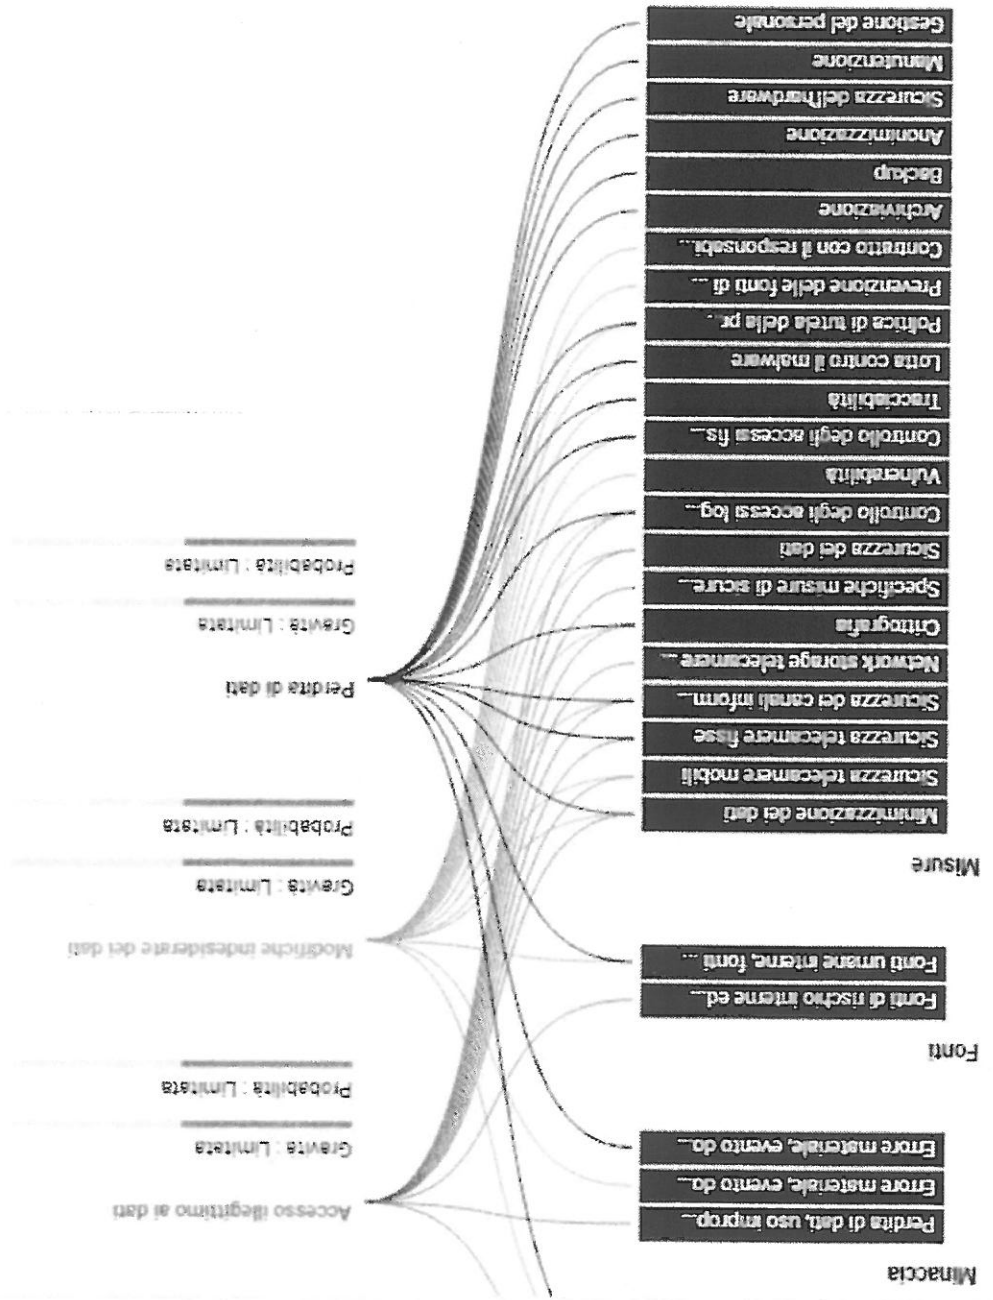 Minaccia
Perdita di dati, uso improp...
Errore materiale, evento do...
Errore materiale, evento do...
Fonti
Fonti di rischio interne ed...
Fonti umane interne, fonti ...
Misure
Minimizzazione dei dati
Sicurezza telecamere mobili
Sicurezza telecamere fisse
Sicurezza dei canali inform...
Network storage telecamere ...
Crittografia
Specifiche misure di sicure...
Sicurezza dei dati
Controllo degli accessi log...
Vulnerabilità
Controllo degli accessi fis...
Tracciabilità
Lotta contro il malware
Politica di tutela della pr...
Prevenzione delle fonti di ...
Contratto con il responsabi...
Archiviazione
Backup
Anonimizzazione
Sicurezza dell'hardware
Manutenzione
Gestione del personale
Accesso illegittimo ai dati
Gravità : Limitata
Probabilità : Limitata
Modifiche indesiderate dei dati
Gravità : Limitata
Probabilità : Limitata
Perdita di dati
Gravità : Limitata
Probabilità : Limitata